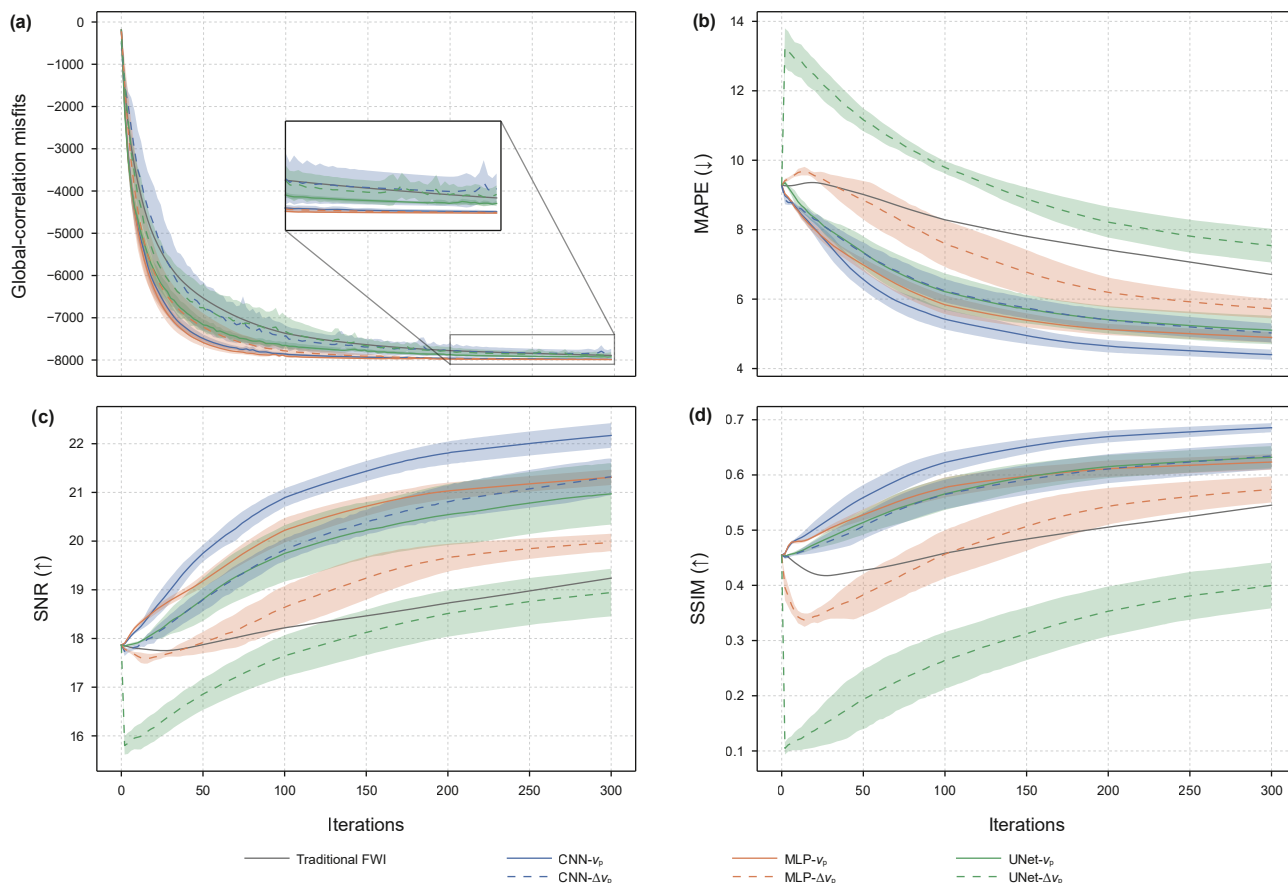 (a)
Global-correlation misfits
0
−1000
−2000
−3000
−4000
−5000
−6000
−7000
−8000
(b)
MAPE (↓)
14
12
10
8
6
4
(c)
SNR (↑)
22
21
20
19
18
17
16
0 50 100 150 200 250 300
Iterations
(d)
SSIM (↑)
0.7
0.6
0.5
0.4
0.3
0.2
0.1
0 50 100 150 200 250 300
Iterations
Traditional FWI
CNN-vₚ
CNN-Δvₚ
MLP-vₚ
MLP-Δvₚ
UNet-vₚ
UNet-Δvₚ